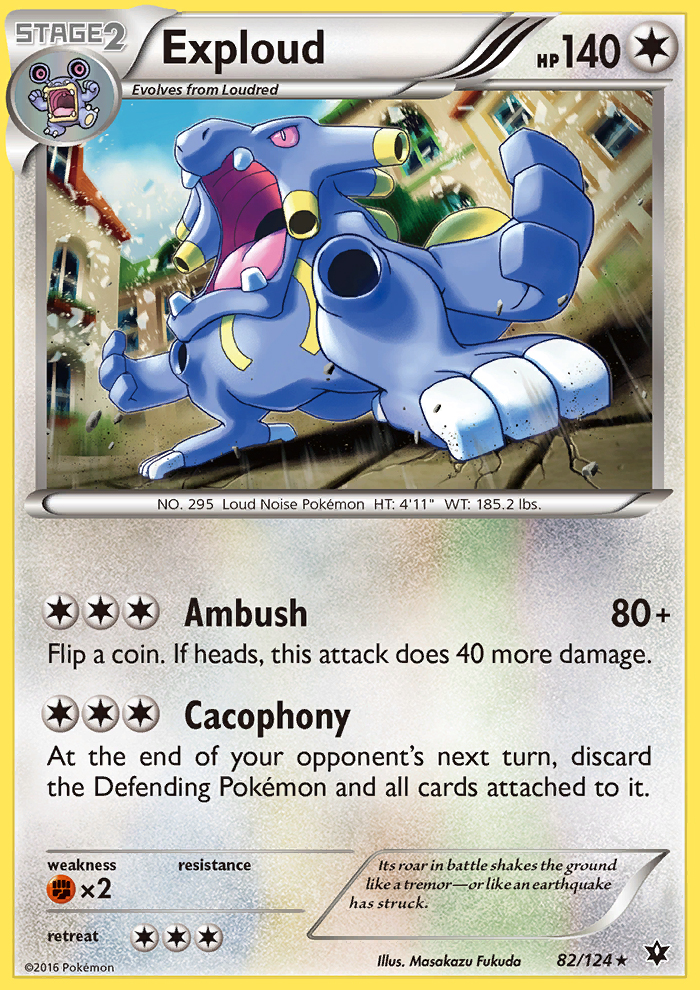 STAGE2
Exploud
HP140
Evolves from Loudred
NO. 295 Loud Noise Pokémon HT: 4'11" WT: 185.2 lbs.
Ambush 80+
Flip a coin. If heads, this attack does 40 more damage.
Cacophony
At the end of your opponent's next turn, discard
the Defending Pokémon and all cards attached to it.
weakness resistance
×2
retreat
Its roar in battle shakes the ground
like a tremor—or like an earthquake
has struck.
©2016 Pokémon
Illus. Masakazu Fukuda
82/124★